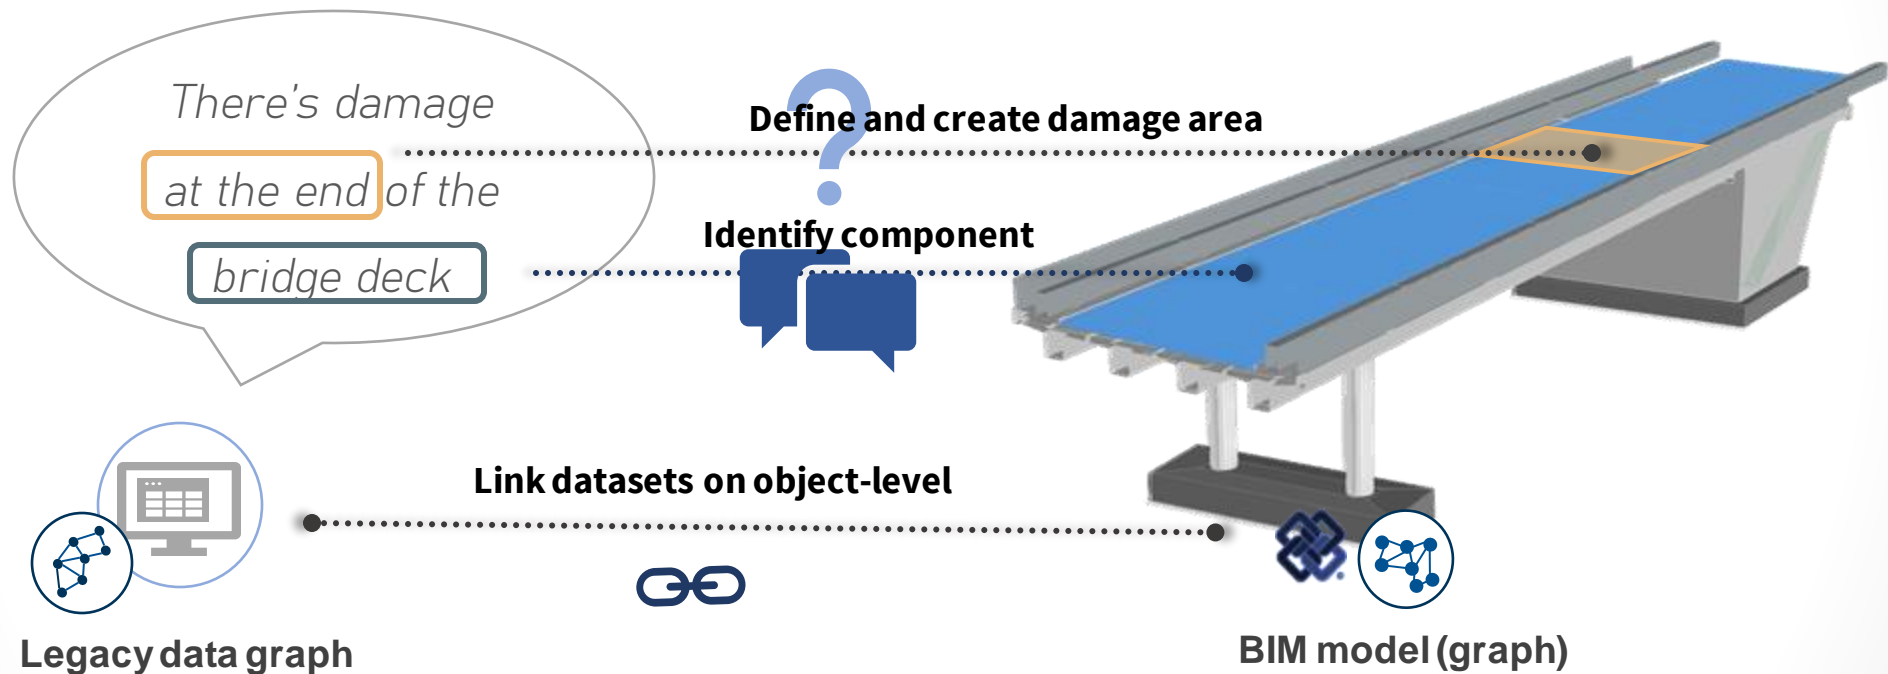 There's damage
at the end of the
bridge deck
Define and create damage area
Identify component
Link datasets on object-level
Legacy data graph
BIM model (graph)